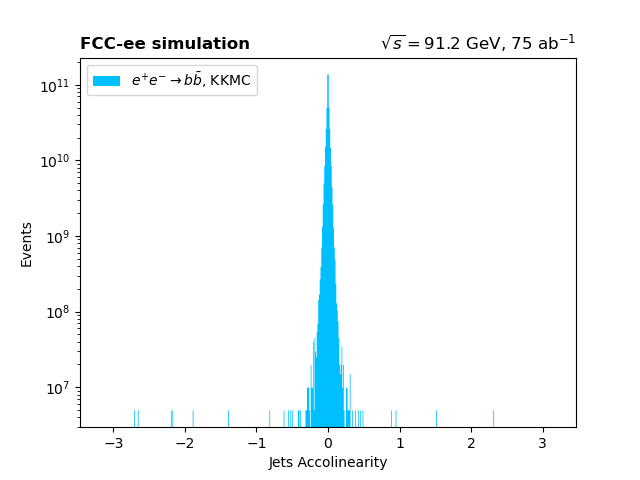 FCC-ee simulation
√s = 91.2 GeV, 75 ab⁻¹
e⁺e⁻ → bb̄, KKMC
10¹¹
10¹⁰
10⁹
10⁸
10⁷
Events
−3 −2 −1 0 1 2 3
Jets Accolinearity